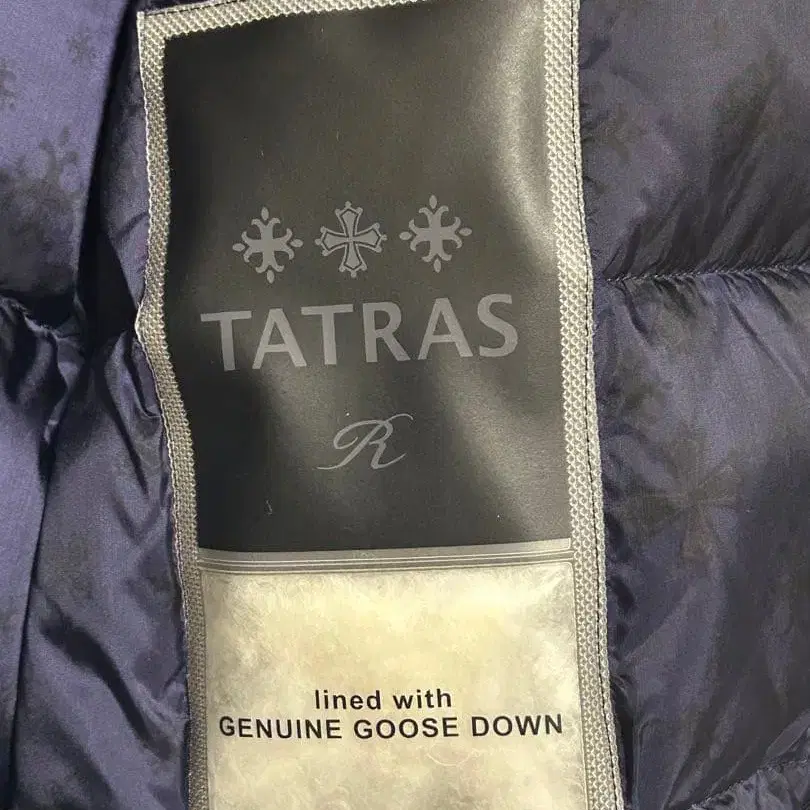 TATRAS
R
lined with
GENUINE GOOSE DOWN